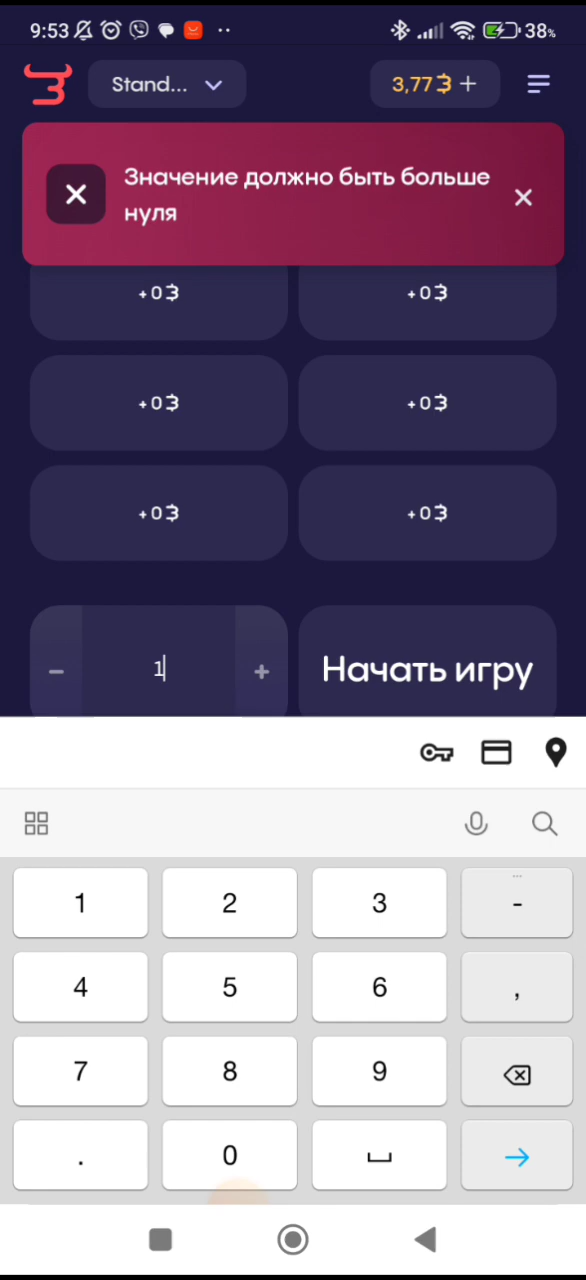 9:53 38%
Stand... 3,77 +
Значение должно быть больше
нуля
+0 +0
+0 +0
+0 +0
- 1 + Начать игру
1 2 3 -
4 5 6 ,
7 8 9
. 0